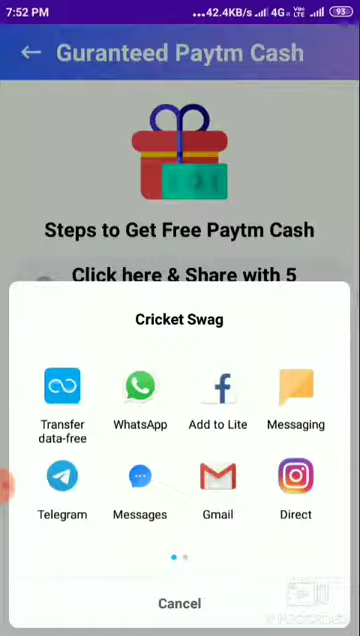 7:52 PM
...42.4KB/s 4G VoLTE 93
Guranteed Paytm Cash
Steps to Get Free Paytm Cash
Click here & Share with 5
Cricket Swag
Transfer data-free
WhatsApp
Add to Lite
Messaging
Telegram
Messages
Gmail
Direct
Cancel